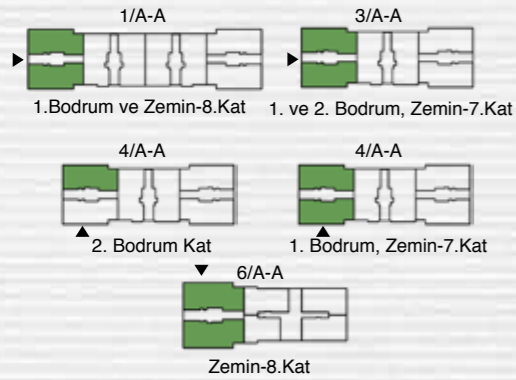 1/A-A
3/A-A
1.Bodrum ve Zemin-8.Kat
1. ve 2. Bodrum, Zemin-7.Kat
4/A-A
4/A-A
2. Bodrum Kat
1. Bodrum, Zemin-7.Kat
6/A-A
Zemin-8.Kat